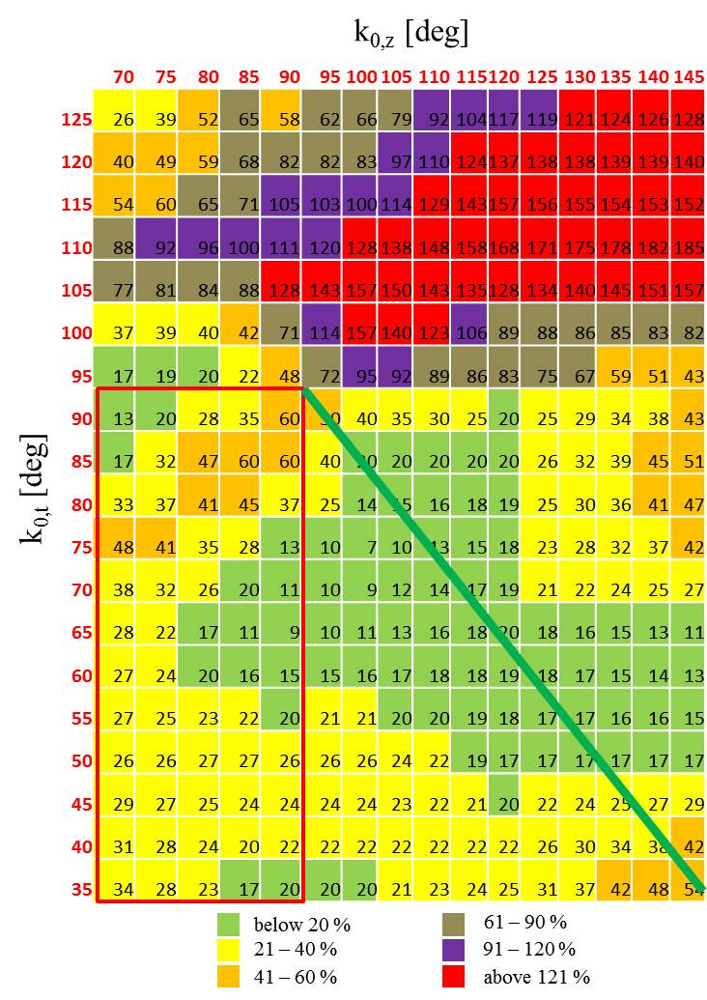 k0,z [deg]
70 75 80 85 90 95 100 105 110 115 120 125 130 135 140 145
125 26 39 52 65 58 62 66 79 92 104 117 119 121 124 126 128
120 40 49 59 68 82 82 83 97 110 124 137 138 138 139 139 140
115 54 60 65 71 105 103 100 114 129 143 157 156 155 154 153 152
110 88 92 96 100 111 120 128 138 148 158 168 171 175 178 182 185
105 77 81 84 88 128 143 157 150 143 135 128 134 140 145 151 157
100 37 39 40 42 71 114 157 140 123 106 89 88 86 85 83 82
95 17 19 20 22 48 72 95 92 89 86 83 75 67 59 51 43
90 13 20 28 35 60 50 40 35 30 25 20 25 29 34 38 43
85 17 32 47 60 60 40 20 20 20 20 20 26 32 39 45 51
80 33 37 41 45 37 25 14 15 16 18 19 25 30 36 41 47
k0,t [deg]
75 48 41 35 28 13 10 7 10 13 15 18 23 28 32 37 42
70 38 32 26 20 11 10 9 12 14 17 19 21 22 24 25 27
65 28 22 17 11 9 10 11 13 16 18 20 18 16 15 13 11
60 27 24 20 16 15 15 16 17 18 18 19 18 17 15 14 13
55 27 25 23 22 20 21 21 20 20 19 18 17 17 16 16 15
50 26 26 27 27 26 26 26 24 22 19 17 17 17 17 17 17
45 29 27 25 24 24 24 24 23 22 21 20 22 24 25 27 29
40 31 28 24 20 22 22 22 22 22 22 22 26 30 34 38 42
35 34 28 23 17 20 20 20 21 23 24 25 31 37 42 48 54
below 20 % 61 – 90 %
21 – 40 % 91 – 120 %
41 – 60 % above 121 %